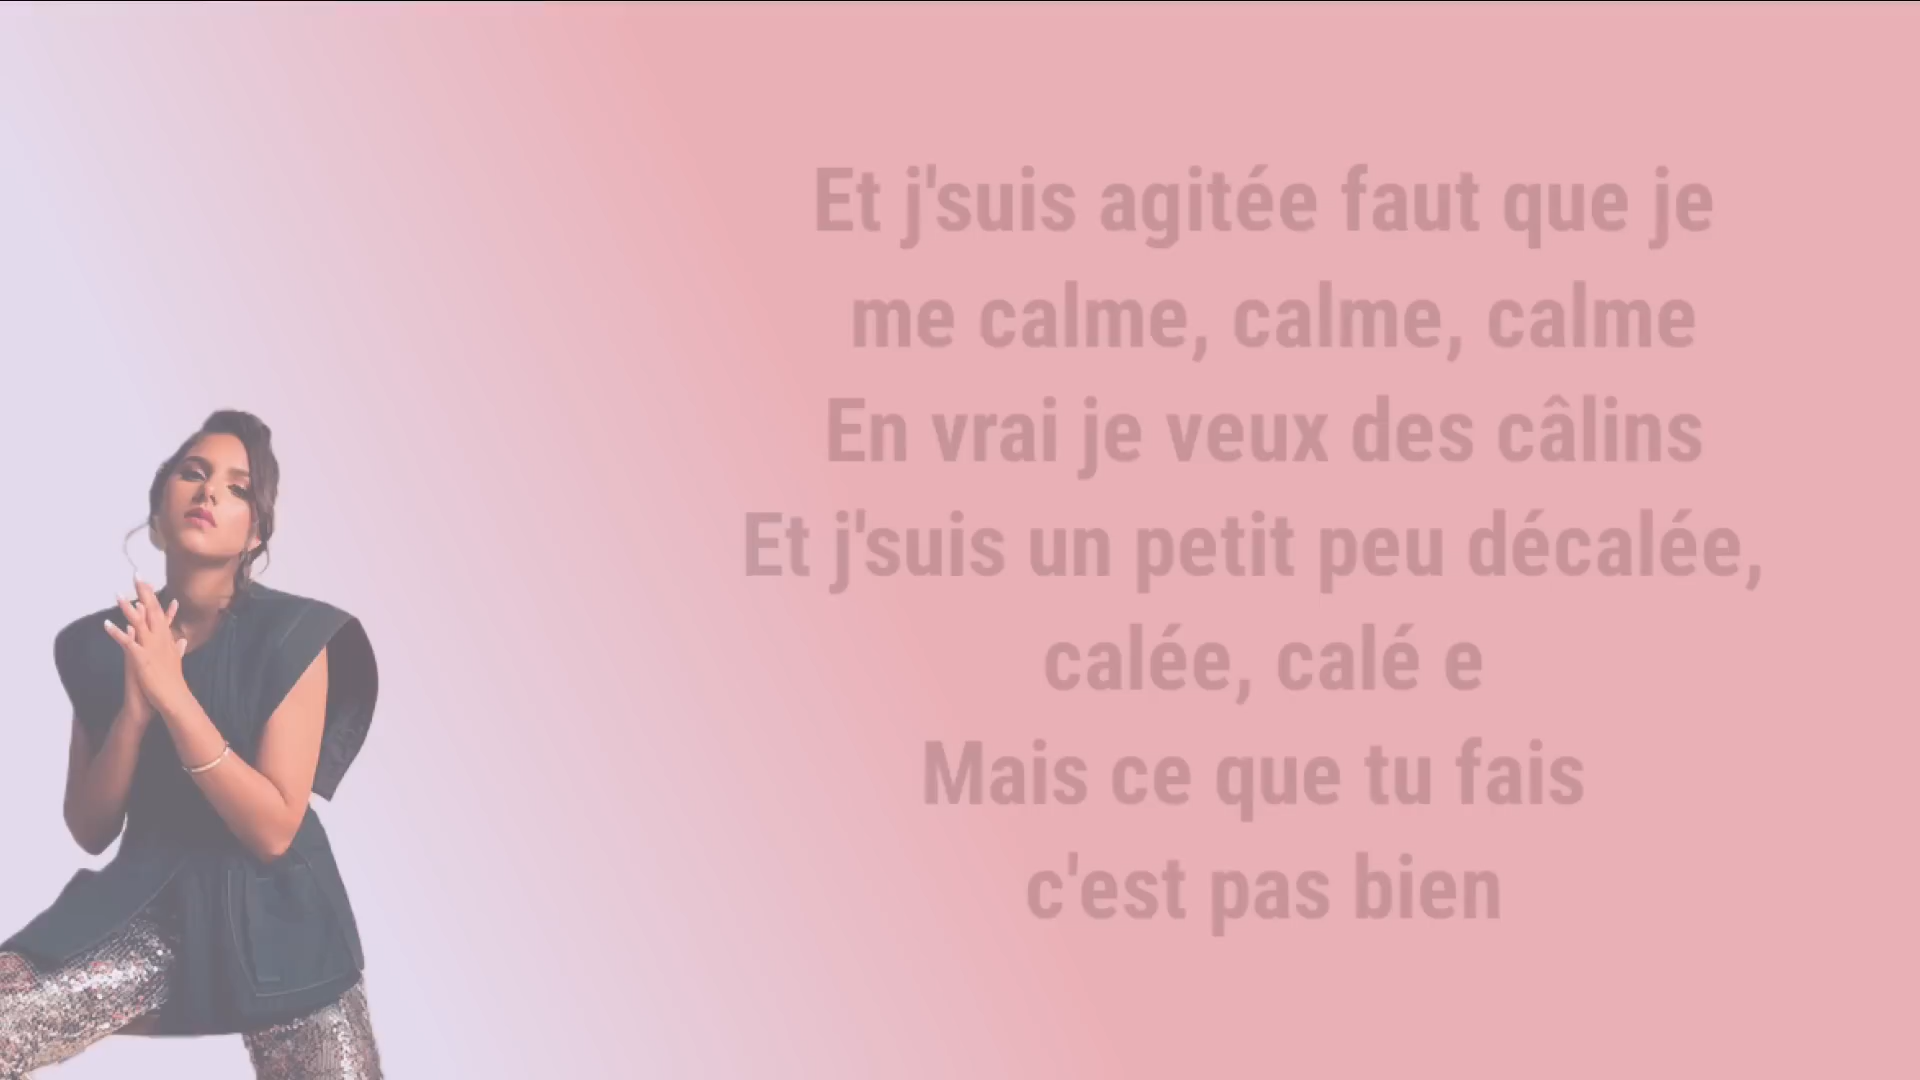 Et j'suis agitée faut que je
me calme, calme, calme
En vrai je veux des câlins
Et j'suis un petit peu décalée,
calée, calé e
Mais ce que tu fais
c'est pas bien